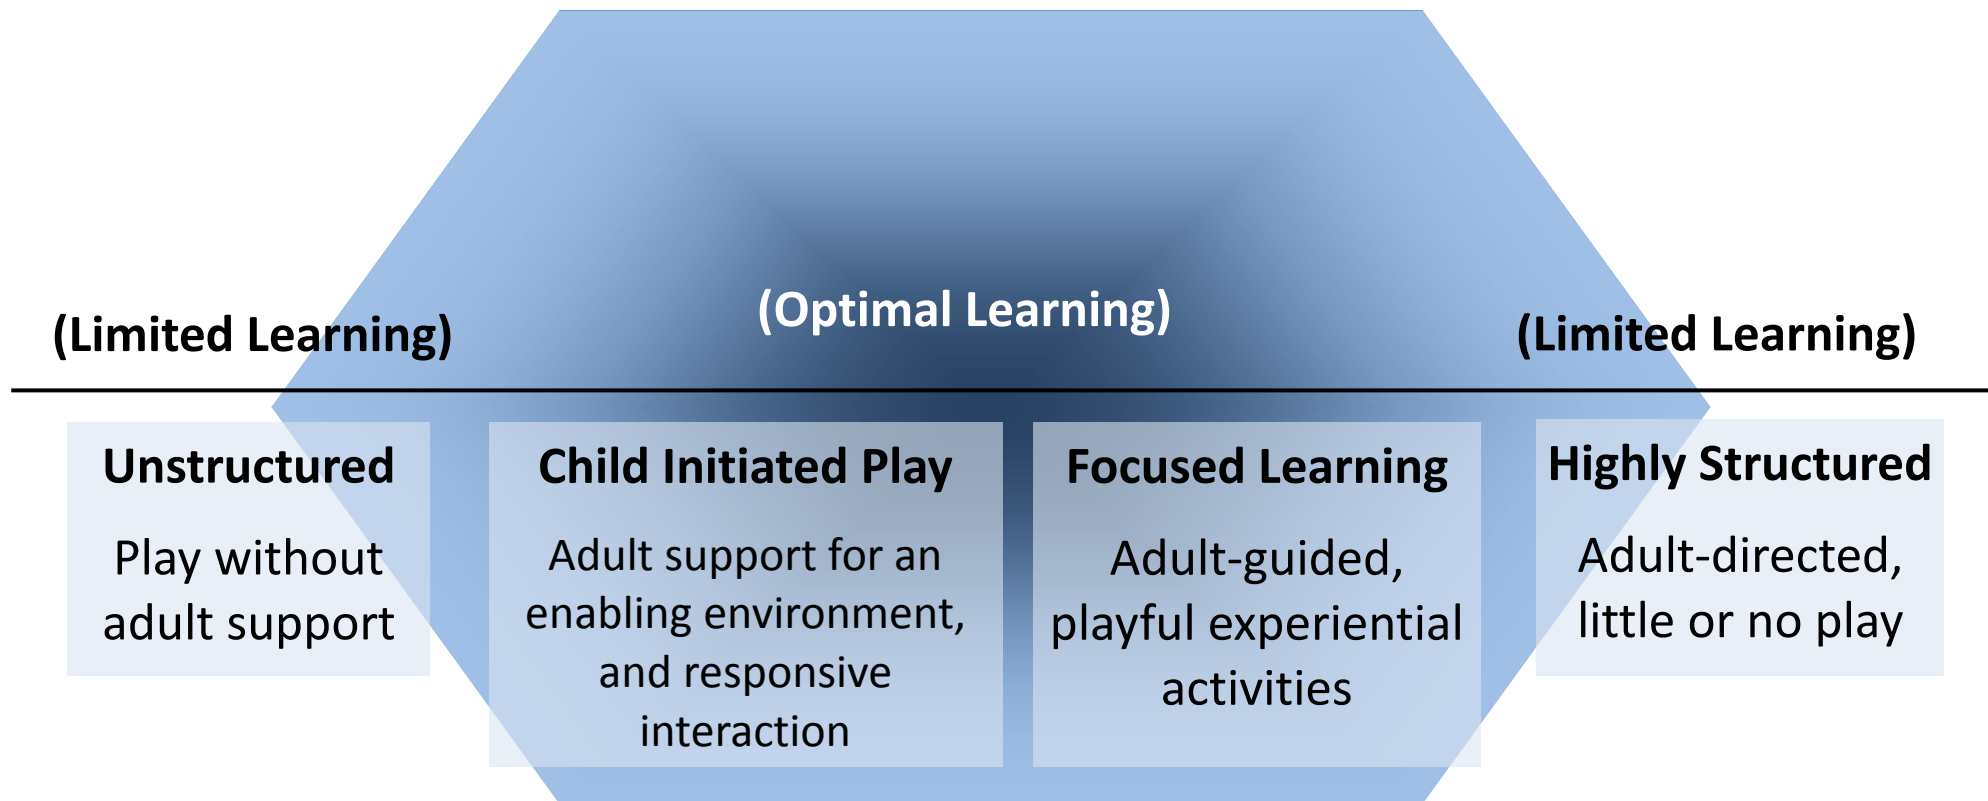 (Limited Learning)
(Optimal Learning)
(Limited Learning)
Unstructured
Play without
adult support
Child Initiated Play
Adult support for an
enabling environment,
and responsive
interaction
Focused Learning
Adult-guided,
playful experiential
activities
Highly Structured
Adult-directed,
little or no play